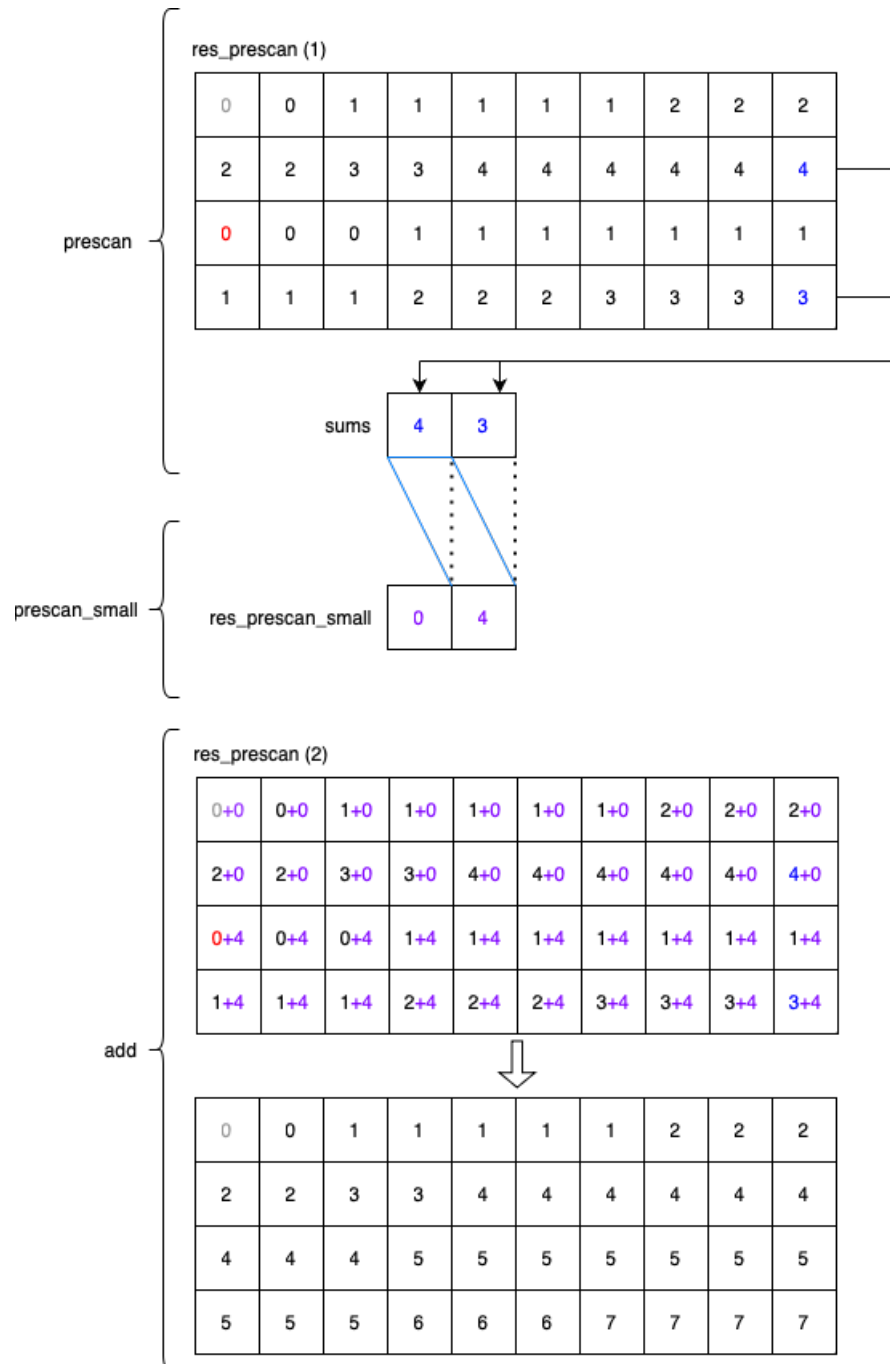 res_prescan (1)
0 0 1 1 1 1 1 2 2 2
2 2 3 3 4 4 4 4 4 4
prescan
0 0 0 1 1 1 1 1 1 1
1 1 1 2 2 2 3 3 3 3
sums 4 3
prescan_small
res_prescan_small 0 4
res_prescan (2)
0+0 0+0 1+0 1+0 1+0 1+0 1+0 2+0 2+0 2+0
2+0 2+0 3+0 3+0 4+0 4+0 4+0 4+0 4+0 4+0
0+4 0+4 0+4 1+4 1+4 1+4 1+4 1+4 1+4 1+4
1+4 1+4 1+4 2+4 2+4 2+4 3+4 3+4 3+4 3+4
add
0 0 1 1 1 1 1 2 2 2
2 2 3 3 4 4 4 4 4 4
4 4 4 5 5 5 5 5 5 5
5 5 5 6 6 6 7 7 7 7